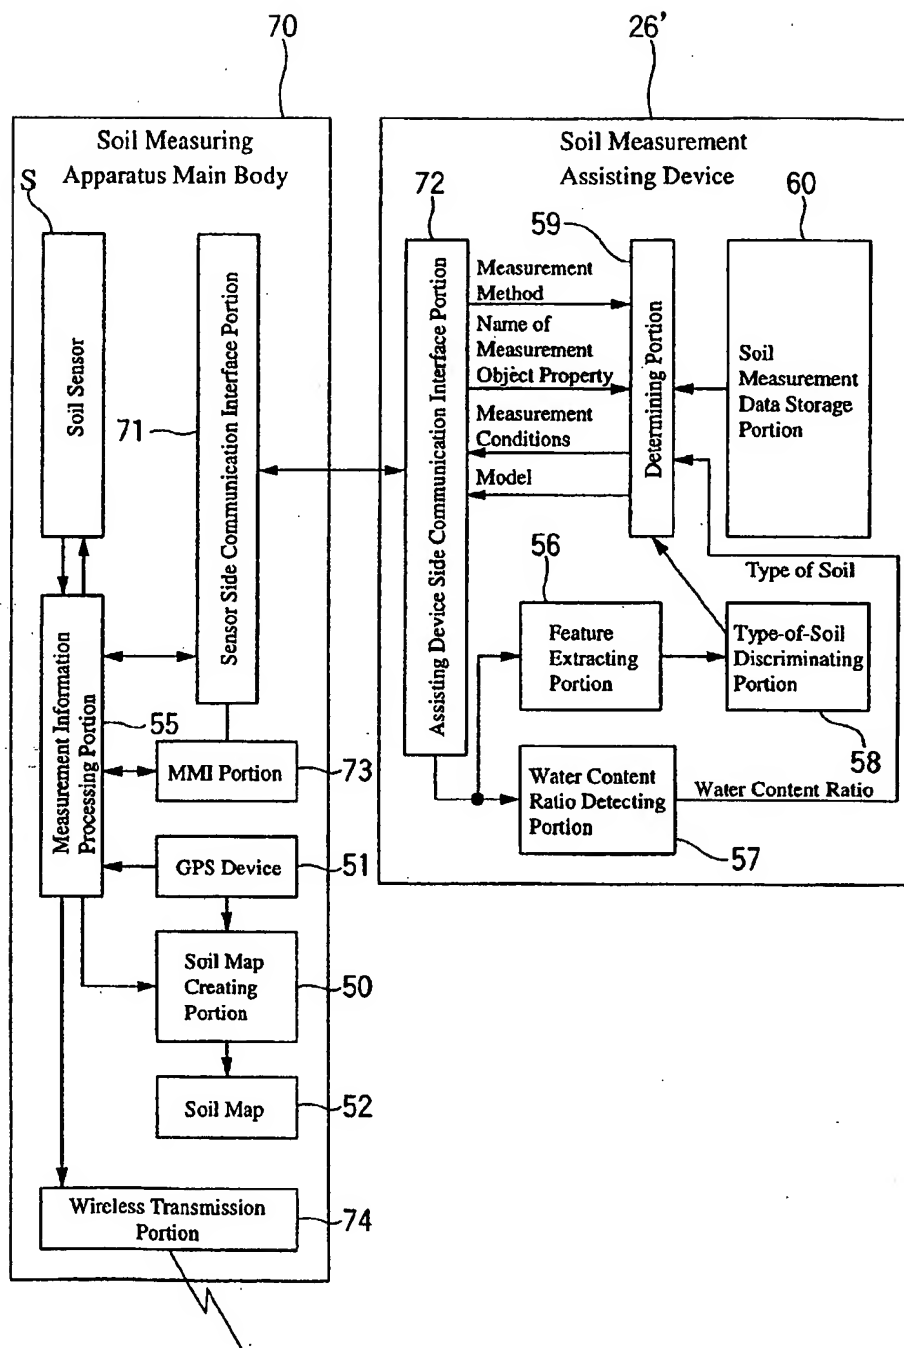 70
26'
Soil Measuring
Apparatus Main Body
S
Soil Sensor
Sensor Side Communication Interface Portion
71
Measurement Information
Processing Portion
55
MMI Portion
73
GPS Device
51
Soil Map
Creating
Portion
50
Soil Map
52
Wireless Transmission
Portion
74
Soil Measurement
Assisting Device
72
59
60
Assisting Device Side Communication Interface Portion
Measurement
Method
Name of
Measurement
Object Property
Measurement
Conditions
Model
Determining Portion
Soil
Measurement
Data Storage
Portion
Type of Soil
56
Feature
Extracting
Portion
Type-of-Soil
Discriminating
Portion
58
Water Content
Ratio Detecting
Portion
Water Content Ratio
57